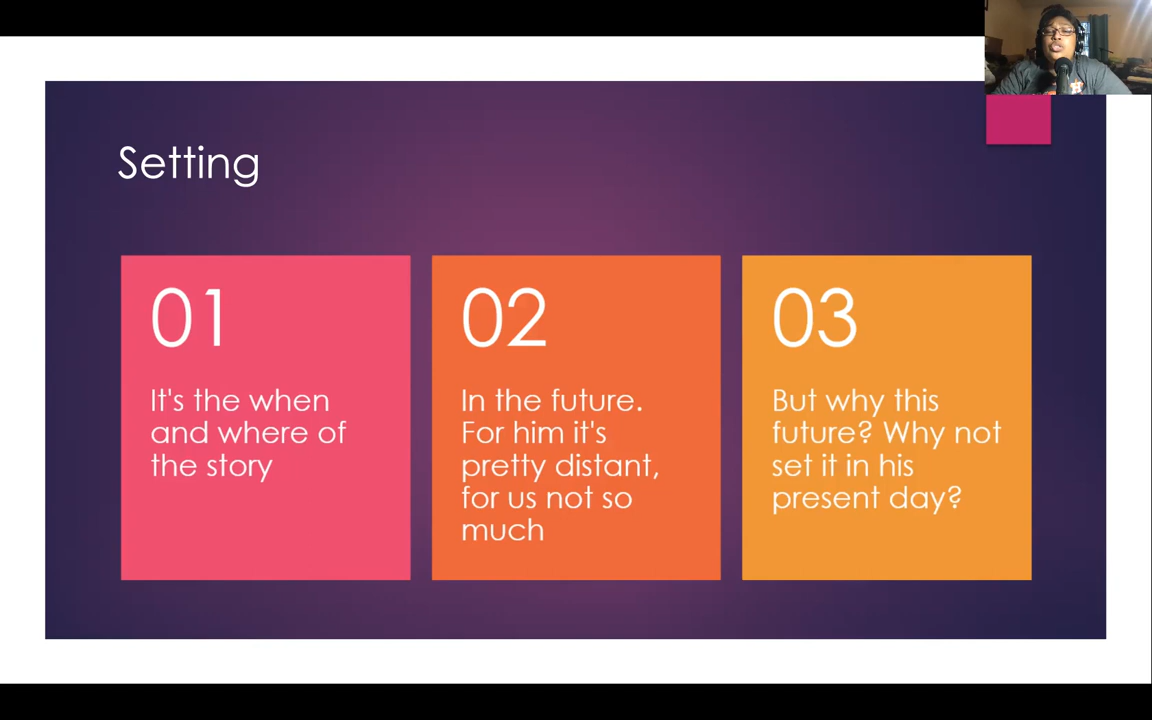 Setting
01
It's the when
and where of
the story
02
In the future.
For him it's
pretty distant,
for us not so
much
03
But why this
future? Why not
set it in his
present day?